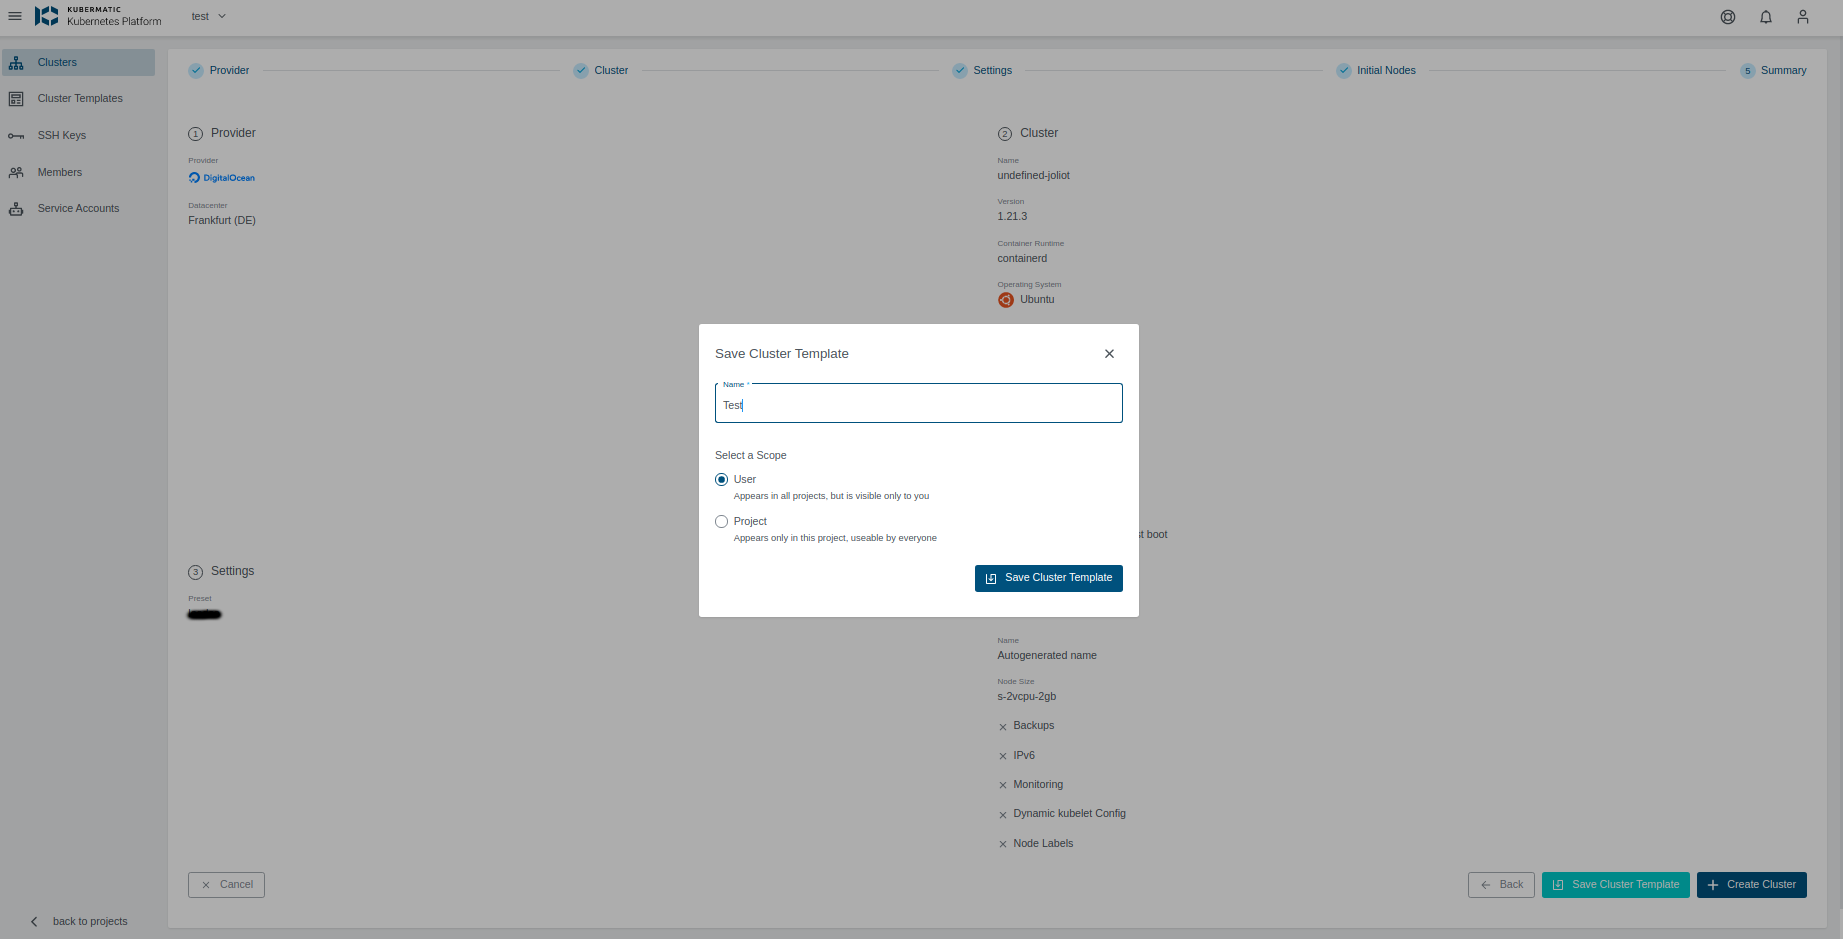 KUBERMATIC
Kubernetes Platform
test
Clusters
Cluster Templates
SSH Keys
Members
Service Accounts
back to projects
Provider
Cluster
Settings
Initial Nodes
5 Summary
1 Provider
Provider
DigitalOcean
Datacenter
Frankfurt (DE)
2 Cluster
Name
undefined-joliot
Version
1.21.3
Container Runtime
containerd
Operating System
Ubuntu
st boot
3 Settings
Preset
Save Cluster Template
Name *
Test
Select a Scope
User
Appears in all projects, but is visible only to you
Project
Appears only in this project, useable by everyone
Save Cluster Template
Name
Autogenerated name
Node Size
s-2vcpu-2gb
Backups
IPv6
Monitoring
Dynamic kubelet Config
Node Labels
Cancel
Back
Save Cluster Template
Create Cluster